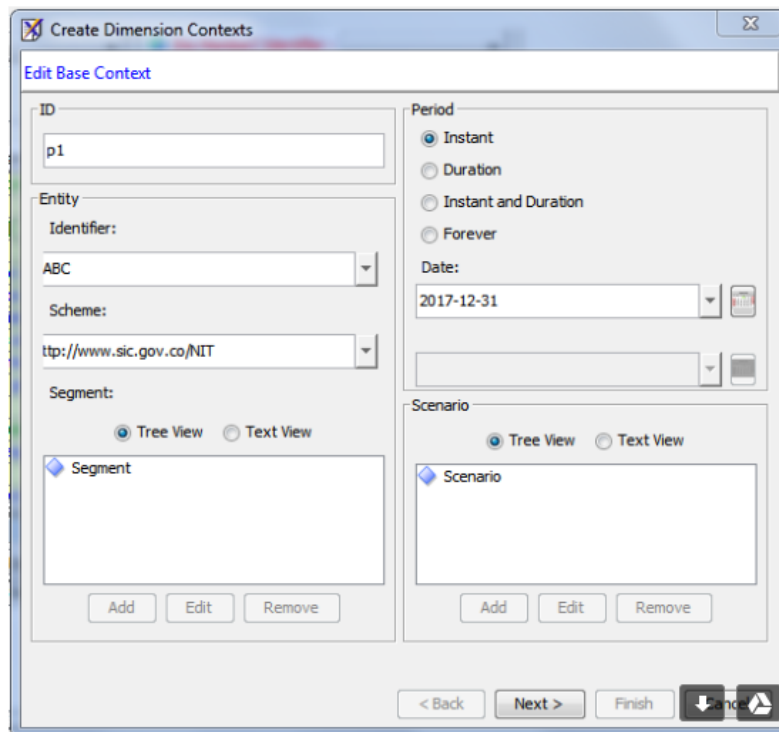 Create Dimension Contexts
Edit Base Context
ID
p1
Entity
Identifier:
ABC
Scheme:
ttp://www.sic.gov.co/NIT
Segment:
Tree View Text View
Segment
Add Edit Remove
Period
Instant
Duration
Instant and Duration
Forever
Date:
2017-12-31
Scenario
Tree View Text View
Scenario
Add Edit Remove
< Back Next > Finish Cancel